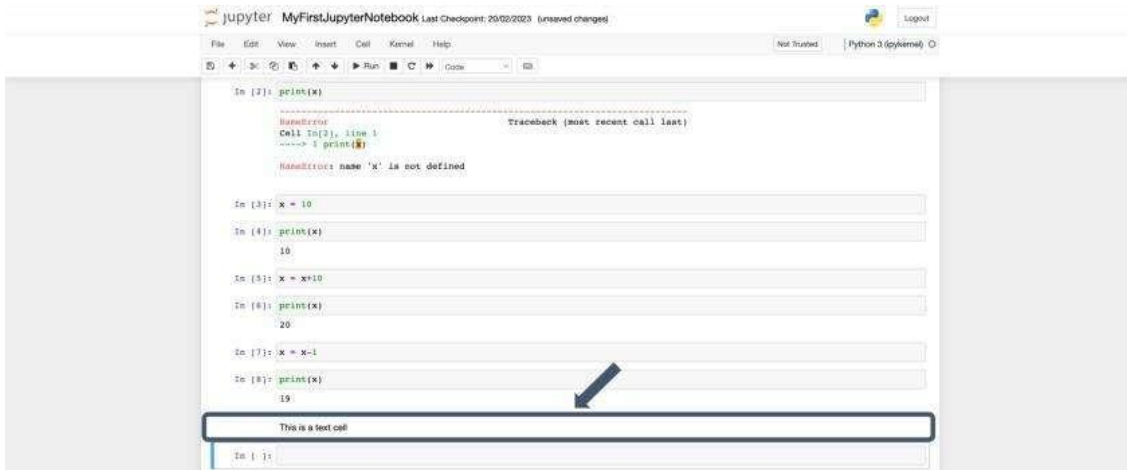 jupyter MyFirstJupyterNotebook Last Checkpoint: 20/02/2023 (unsaved changes) Logout
File Edit View Insert Cell Kernel Help Not Trusted Python 3 (ipykernel)
Run Code
In [2]: print(x)
NameError Traceback (most recent call last)
Cell In[2], line 1
----> 1 print(x)
NameError: name 'x' is not defined
In [3]: x = 10
In [4]: print(x)
10
In [5]: x = x+10
In [6]: print(x)
20
In [7]: x = x-1
In [8]: print(x)
19
This is a text cell
In [ ]: